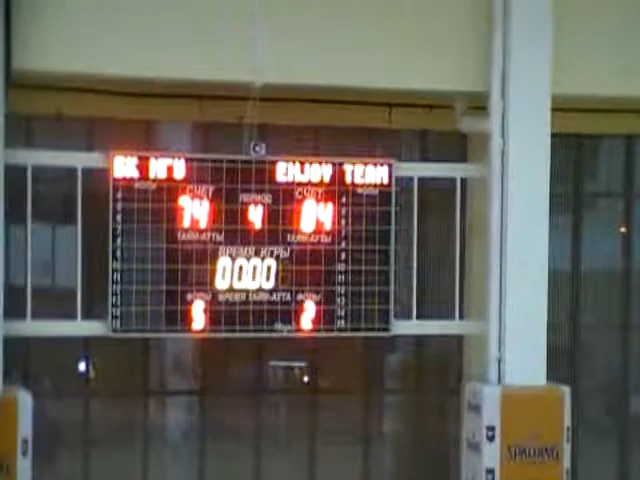 БК МГУ ENJOY TEAM
СЧЕТ ПЕРИОД СЧЕТ
74 4 84
ТАЙМ-АУТЫ ТАЙМ-АУТЫ
ВРЕМЯ ИГРЫ
00:00
ФОЛЫ ВРЕМЯ ТАЙМ-АУТА ФОЛЫ
5 2
SPALDING